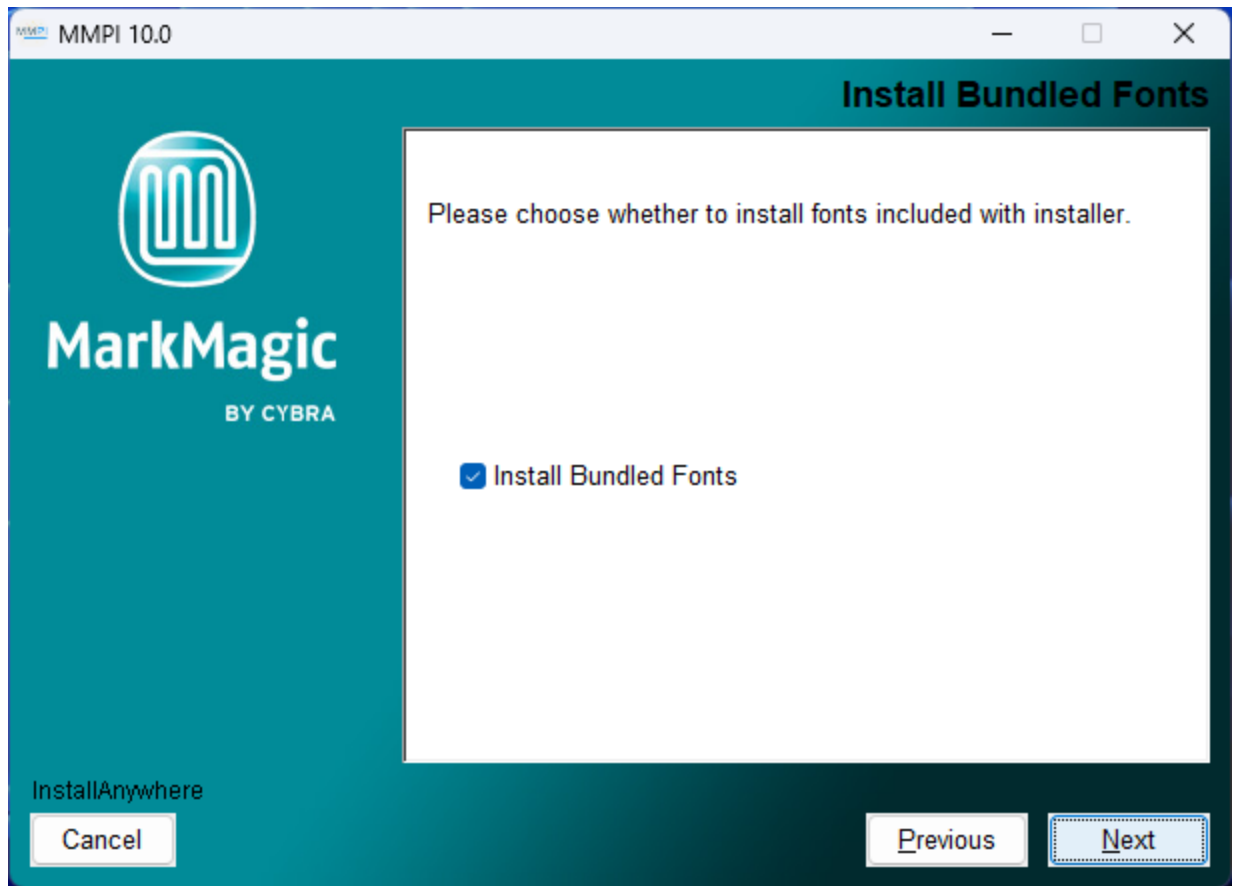 MMPI 10.0
Install Bundled Fonts
MarkMagic
BY CYBRA
Please choose whether to install fonts included with installer.
Install Bundled Fonts
InstallAnywhere
Cancel
Previous
Next